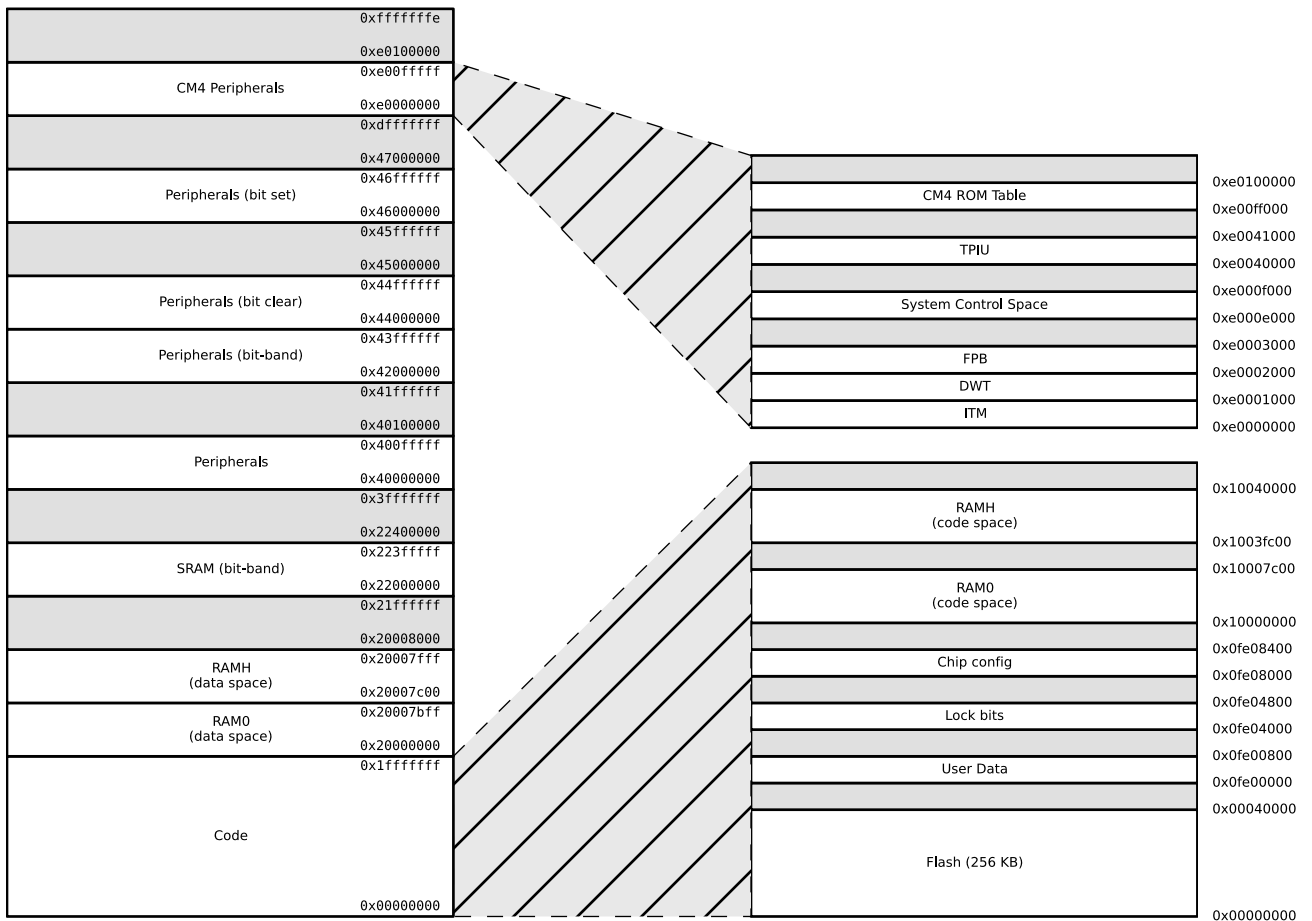 0xfffffffe
0xe0100000
0xe00fffff
CM4 Peripherals
0xe0000000
0xdfffffff
0x47000000
0x46ffffff
Peripherals (bit set)
0x46000000
0x45ffffff
0x45000000
0x44ffffff
Peripherals (bit clear)
0x44000000
0x43ffffff
Peripherals (bit-band)
0x42000000
0x41ffffff
0x40100000
0x400fffff
Peripherals
0x40000000
0x3fffffff
0x22400000
0x223fffff
SRAM (bit-band)
0x22000000
0x21ffffff
0x20008000
0x20007fff
RAMH
(data space)
0x20007c00
0x20007bff
RAM0
(data space)
0x20000000
0x1fffffff
Code
0x00000000
0xe0100000
CM4 ROM Table
0xe00ff000
0xe0041000
TPIU
0xe0040000
0xe000f000
System Control Space
0xe000e000
0xe0003000
FPB
0xe0002000
DWT
0xe0001000
ITM
0xe0000000
0x10040000
RAMH
(code space)
0x1003fc00
0x10007c00
RAM0
(code space)
0x10000000
0x0fe08400
Chip config
0x0fe08000
0x0fe04800
Lock bits
0x0fe04000
0x0fe00800
User Data
0x0fe00000
0x00040000
Flash (256 KB)
0x00000000